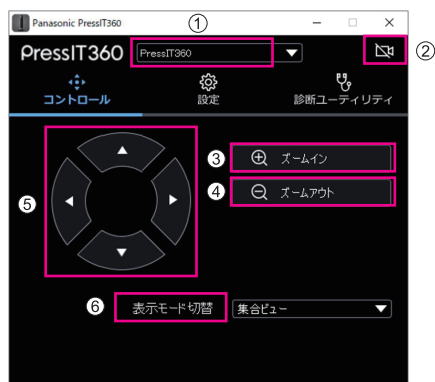 Panasonic PressIT360
①
PressIT360 PressIT360
②
コントロール 設定 診断ユーティリティ
③ ズームイン
④ ズームアウト
⑤
⑥ 表示モード切替 集合ビュー